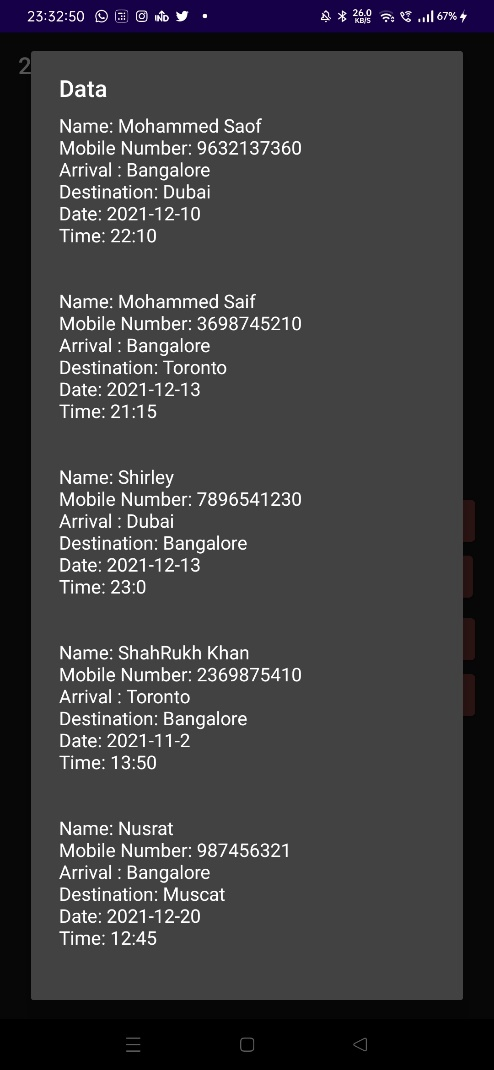 23:32:50
26.0
KB/S
67%
2
Data
Name: Mohammed Saof
Mobile Number: 9632137360
Arrival : Bangalore
Destination: Dubai
Date: 2021-12-10
Time: 22:10
Name: Mohammed Saif
Mobile Number: 3698745210
Arrival : Bangalore
Destination: Toronto
Date: 2021-12-13
Time: 21:15
Name: Shirley
Mobile Number: 7896541230
Arrival : Dubai
Destination: Bangalore
Date: 2021-12-13
Time: 23:0
Name: ShahRukh Khan
Mobile Number: 2369875410
Arrival : Toronto
Destination: Bangalore
Date: 2021-11-2
Time: 13:50
Name: Nusrat
Mobile Number: 987456321
Arrival : Bangalore
Destination: Muscat
Date: 2021-12-20
Time: 12:45